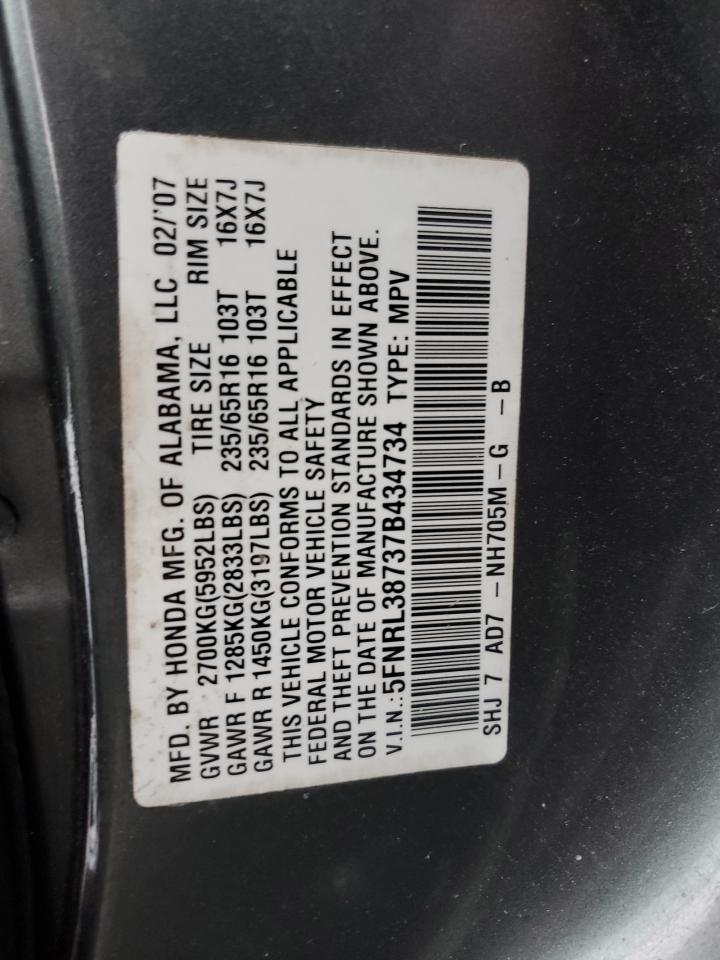 MFD. BY HONDA MFG. OF ALABAMA, LLC 02/'07
GVWR 2700KG(5952LBS) TIRE SIZE RIM SIZE
GAWR F 1285KG(2833LBS) 235/65R16 103T 16X7J
GAWR R 1450KG(3197LBS) 235/65R16 103T 16X7J
THIS VEHICLE CONFORMS TO ALL APPLICABLE
FEDERAL MOTOR VEHICLE SAFETY
AND THEFT PREVENTION STANDARDS IN EFFECT
ON THE DATE OF MANUFACTURE SHOWN ABOVE.
V.I.N.:5FNRL38737B434734 TYPE: MPV
SHJ 7 AD7 -NH705M-G -B